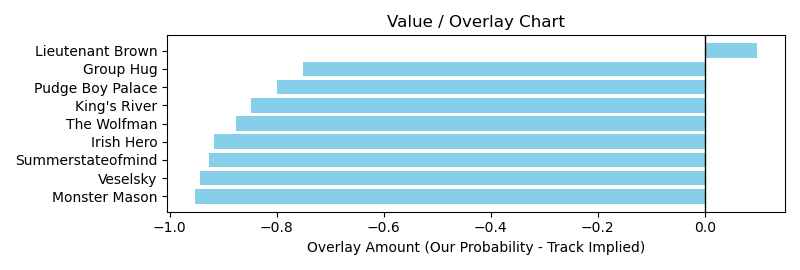 Value / Overlay Chart
Lieutenant Brown
Group Hug
Pudge Boy Palace
King's River
The Wolfman
Irish Hero
Summerstateofmind
Veselsky
Monster Mason
−1.0 −0.8 −0.6 −0.4 −0.2 0.0
Overlay Amount (Our Probability - Track Implied)